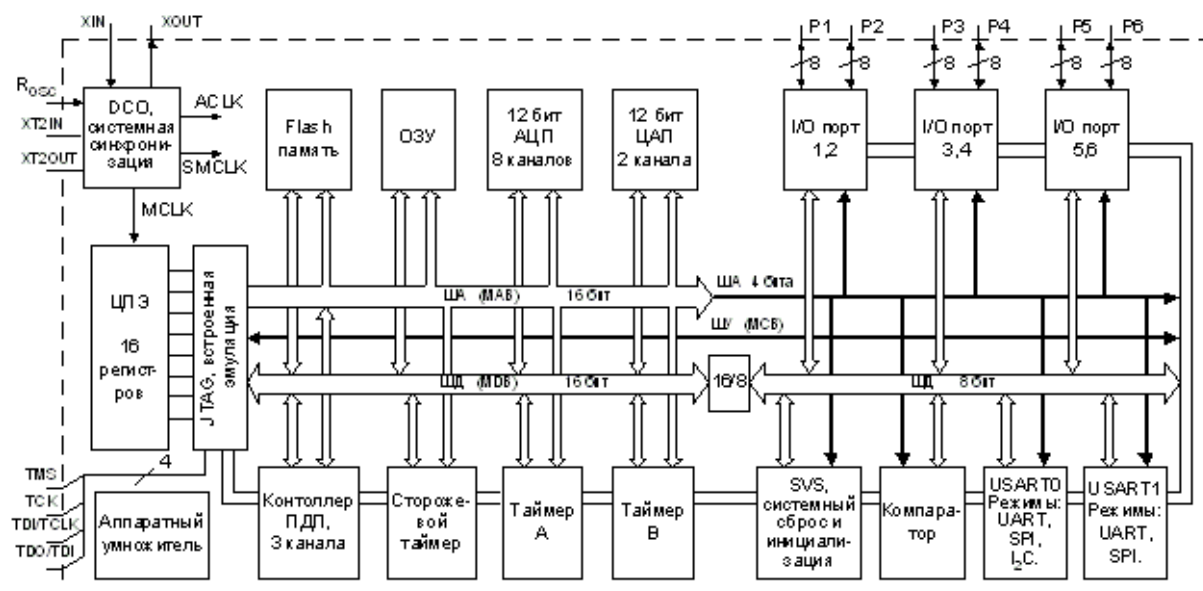 XIN
XOUT
P1
P2
P3
P4
P5
P6
8
8
8
8
8
8
Rosc
XT2IN
XT2OUT
DCO,
системная
синхрони-
зация
ACLK
SMCLK
MCLK
Flash
память
ОЗУ
12 бит
АЦП
8 каналов
12 бит
ЦАП
2 канала
I/O порт
1,2
I/O порт
3,4
I/O порт
5,6
ЦПЭ
16
регист-
ров
JTAG, встроенная
эмуляция
ША (MAB) 16 бит
ША 4 бита
ШУ (MCB)
ШД (MDB) 16 бит
16/8
ШД 8 бит
TMS
TCK
TDI/TCLK
TDO/TDI
4
Аппаратный
умножитель
Контоллер
ПДП,
3 канала
Стороже-
вой
таймер
Таймер
А
Таймер
В
SVS,
системный
сброс и
инициали-
зация
Компара-
тор
USART0
Режимы:
UART,
SPI,
I2C.
USART1
Режимы:
UART,
SPI.